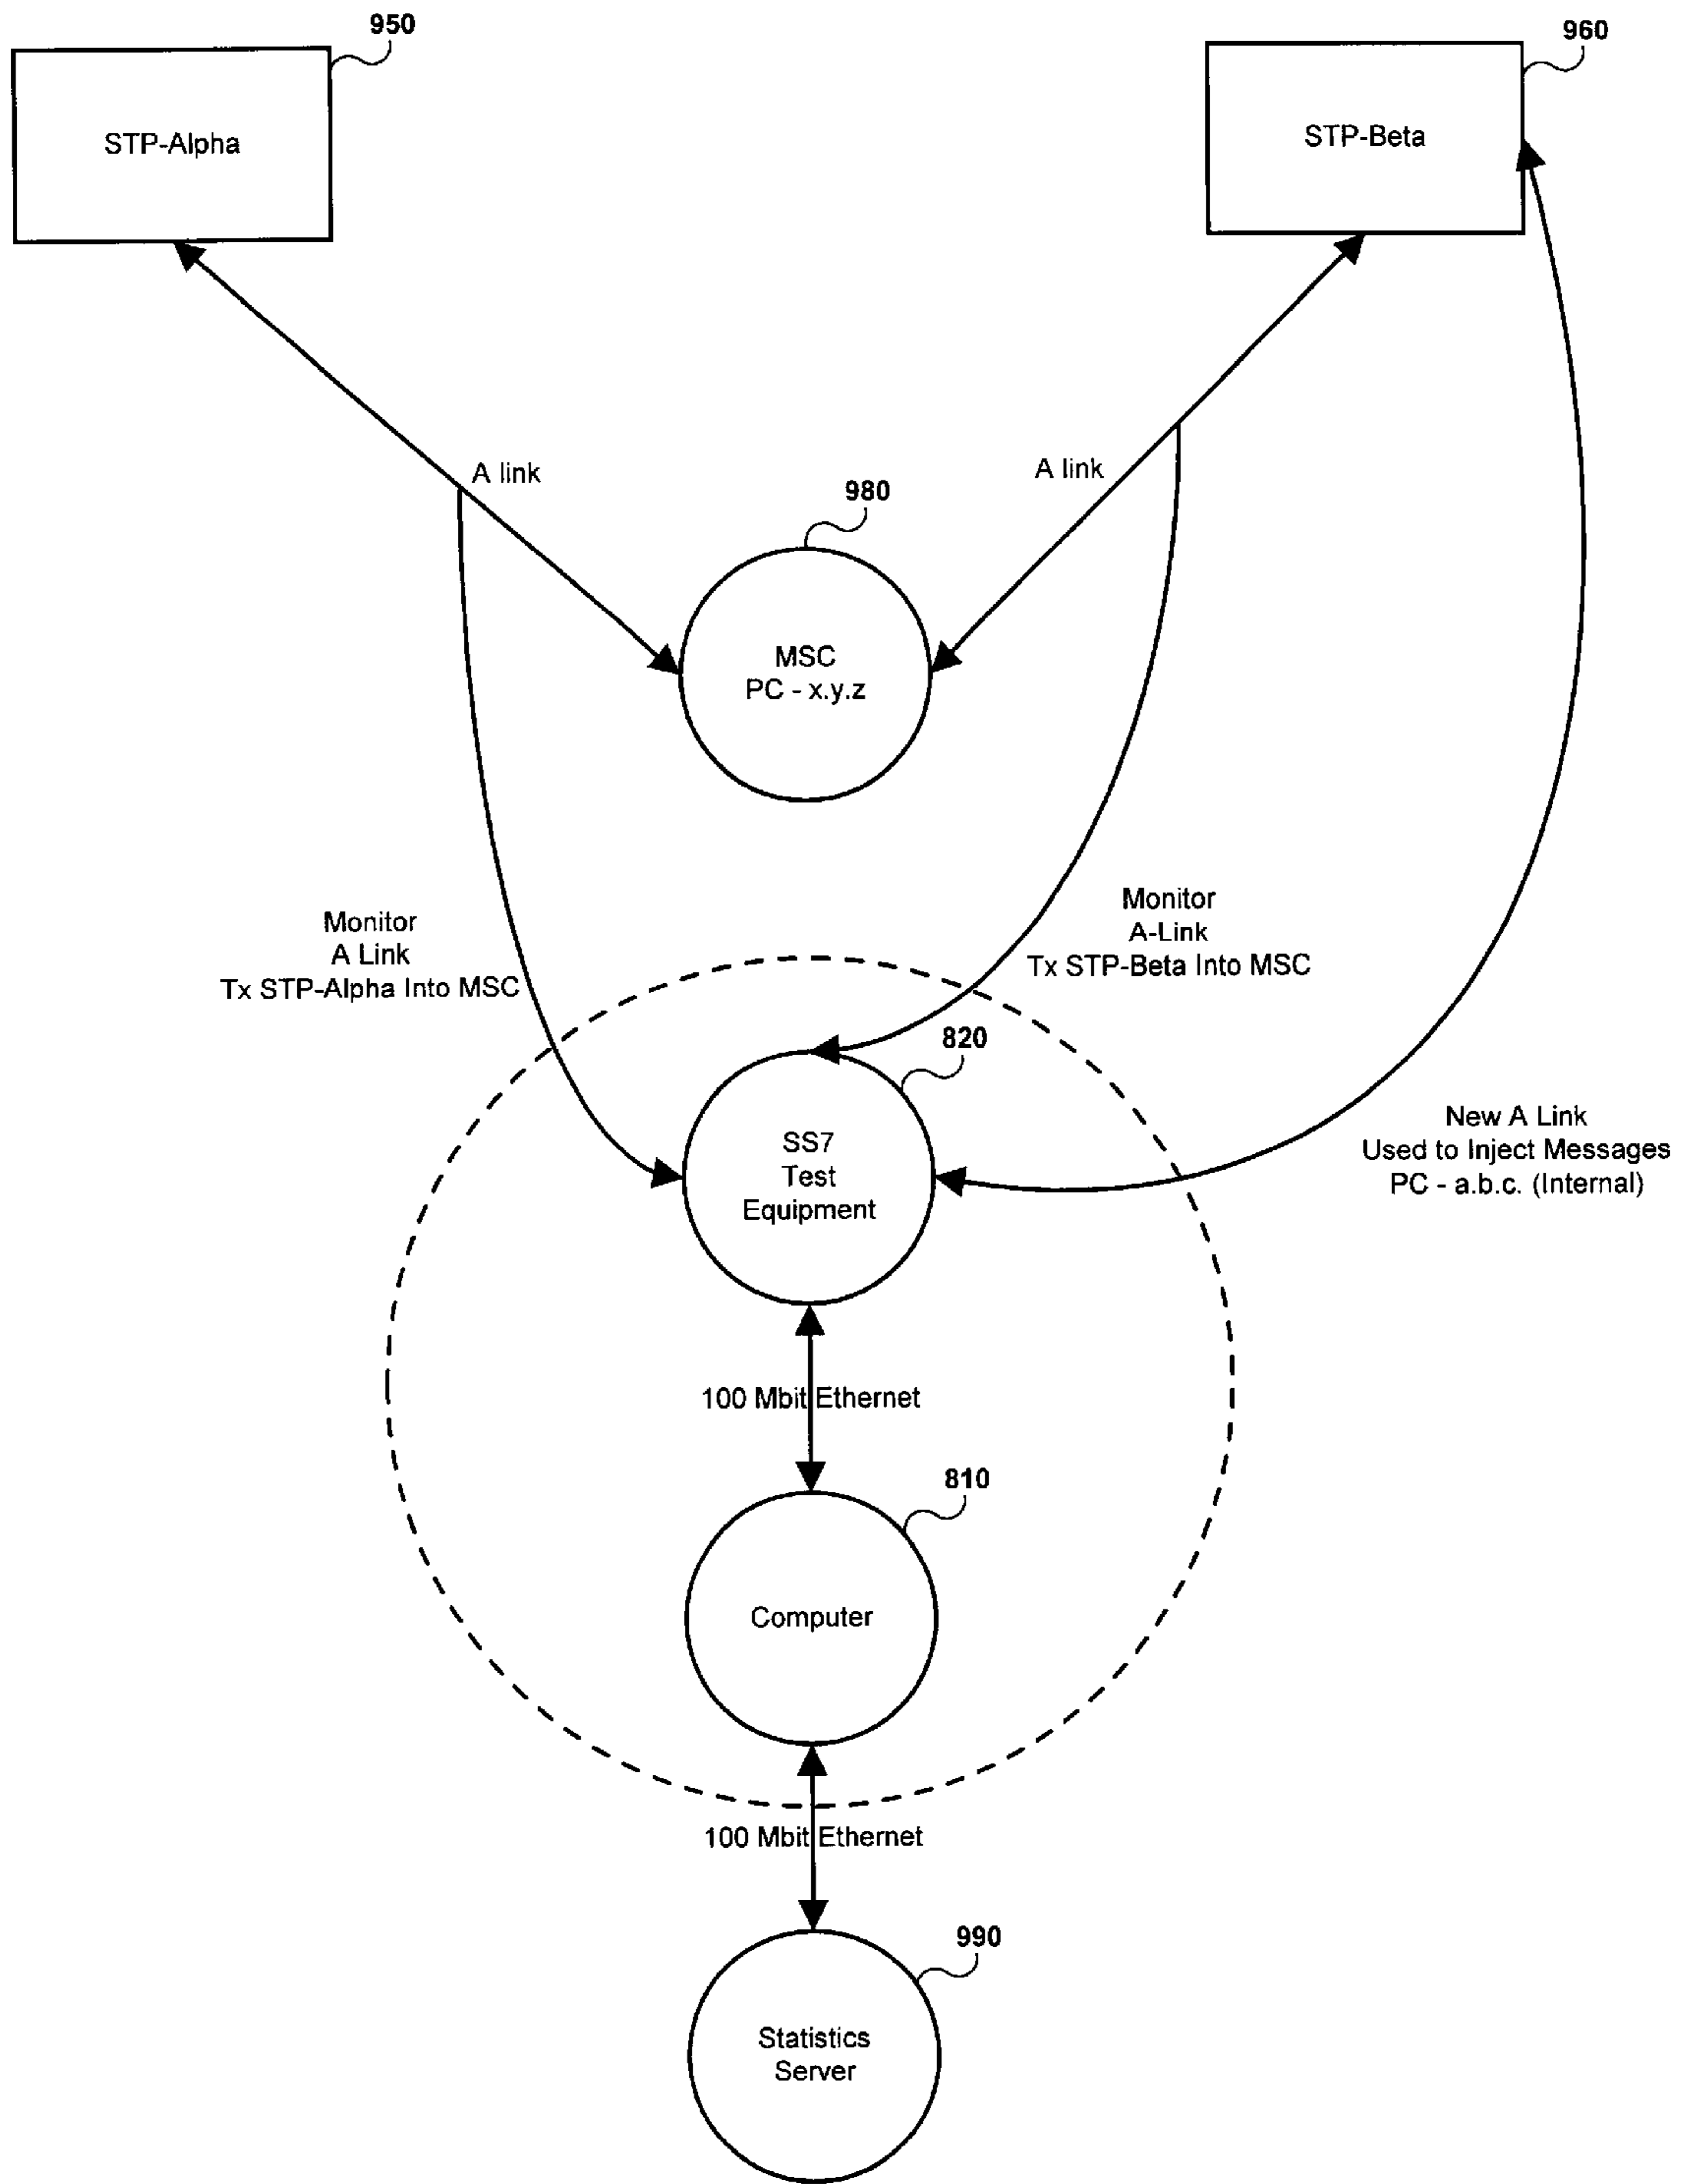 950
960
STP-Alpha
STP-Beta
A link
A link
980
MSC
PC - x.y.z
Monitor
A Link
Tx STP-Alpha Into MSC
Monitor
A-Link
Tx STP-Beta Into MSC
820
SS7
Test
Equipment
New A Link
Used to Inject Messages
PC - a.b.c. (Internal)
100 Mbit Ethernet
810
Computer
100 Mbit Ethernet
990
Statistics
Server